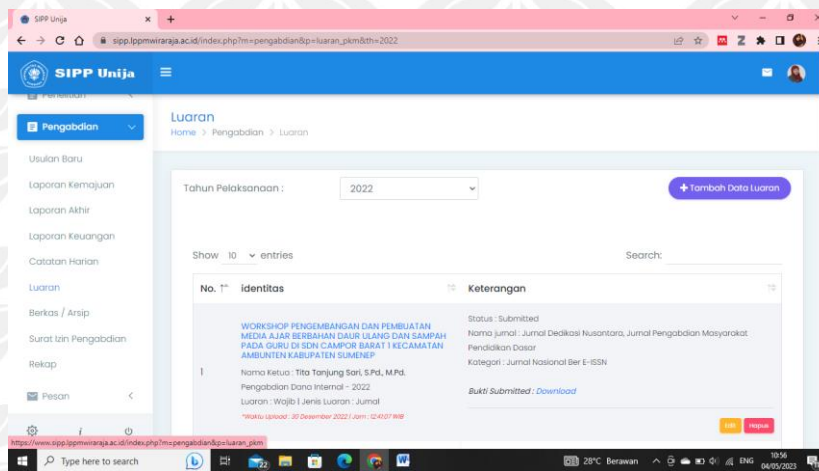 SIPP Unija
sipp.lppmwiraraja.ac.id/index.php?m=pengabdian&p=luaran_pkm&th=2022
SIPP Unija
Penelitian
Pengabdian
Usulan Baru
Laporan Kemajuan
Laporan Akhir
Laporan Keuangan
Catatan Harian
Luaran
Berkas / Arsip
Surat Izin Pengabdian
Rekap
Pesan
Luaran
Home > Pengabdian > Luaran
Tahun Pelaksanaan :
2022
+ Tambah Data Luaran
Show 10 entries
Search:
No. identitas Keterangan
1
WORKSHOP PENGEMBANGAN DAN PEMBUATAN
MEDIA AJAR BERBAHAN DAUR ULANG DAN SAMPAH
PADA GURU DI SDN CAMPOR BARAT 1 KECAMATAN
AMBUNTEN KABUPATEN SUMENEP
Nama Ketua : Tita Tanjung Sari, S.Pd., M.Pd.
Pengabdian Dana Internal - 2022
Luaran : Wajib | Jenis Luaran : Jurnal
Status : Submitted
Nama jurnal : Jurnal Dedikasi Nusantara, Jurnal Pengabdian Masyarakat
Pendidikan Dasar
Kategori : Jurnal Nasional Ber E-ISSN
Bukti Submitted : Download
Edit Hapus
https://www.sipp.lppmwiraraja.ac.id/index.php?m=pengabdian&p=luaran_pkm
Type here to search
22
W
28°C Berawan
ENG
10:56
04/05/2023